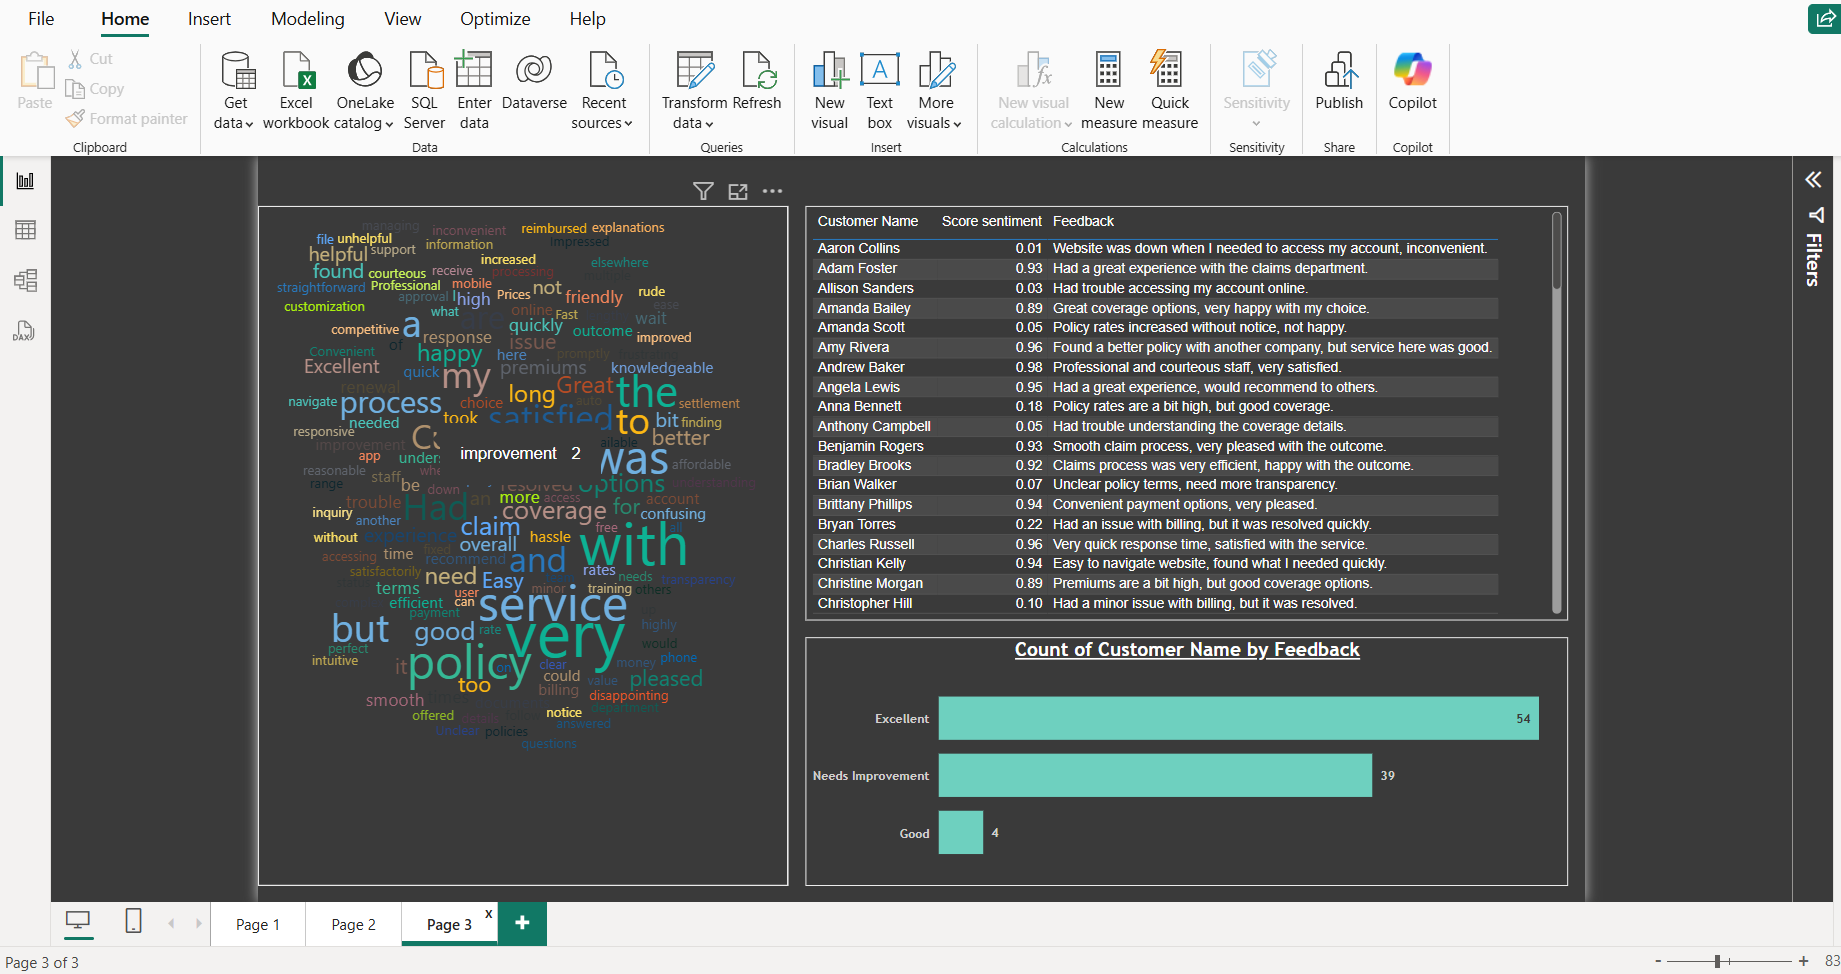 File Home Insert Modeling View Optimize Help
Paste
Cut
Copy
Format painter
Clipboard
Get data
Excel workbook
OneLake catalog
SQL Server
Enter data
Dataverse
Recent sources
Data
Transform data
Refresh
Queries
New visual
Text box
More visuals
Insert
New visual calculation
New measure
Quick measure
Calculations
Sensitivity
Sensitivity
Publish
Share
Copilot
Copilot
DAX
managing inconvenient reimbursed explanations
file unhelpful information Impressed
helpful support increased elsewhere
found courteous receive processing
straightforward Professional mobile not rude
customization approval high Prices friendly ease
what online Fast wait
competitive a quickly outcome improved
of response issue
Convenient happy here promptly
Excellent quick my premiums knowledgeable
renewal long Great the
navigate process choice auto settlement
needed took satisfied to bit finding
responsive better
improvement
app improvement 2 was affordable
reasonable resolved options understanding
range staff be down an more access account
trouble Had coverage for confusing
inquiry another claim free all
without experience overall hassle with
accessing time fixed recommend and
satisfactorily need Easy rates needs transparency
terms user minor training others
efficient can service
payment very highly
but good rate would
perfect policy clear money phone
intuitive it on could value pleased
too billing disappointing
smooth department
offered notice answered
Unclear policies
questions
Customer Name Score sentiment Feedback
Aaron Collins 0.01 Website was down when I needed to access my account, inconvenient.
Adam Foster 0.93 Had a great experience with the claims department.
Allison Sanders 0.03 Had trouble accessing my account online.
Amanda Bailey 0.89 Great coverage options, very happy with my choice.
Amanda Scott 0.05 Policy rates increased without notice, not happy.
Amy Rivera 0.96 Found a better policy with another company, but service here was good.
Andrew Baker 0.98 Professional and courteous staff, very satisfied.
Angela Lewis 0.95 Had a great experience, would recommend to others.
Anna Bennett 0.18 Policy rates are a bit high, but good coverage.
Anthony Campbell 0.05 Had trouble understanding the coverage details.
Benjamin Rogers 0.93 Smooth claim process, very pleased with the outcome.
Bradley Brooks 0.92 Claims process was very efficient, happy with the outcome.
Brian Walker 0.07 Unclear policy terms, need more transparency.
Brittany Phillips 0.94 Convenient payment options, very pleased.
Bryan Torres 0.22 Had an issue with billing, but it was resolved quickly.
Charles Russell 0.96 Very quick response time, satisfied with the service.
Christian Kelly 0.94 Easy to navigate website, found what I needed quickly.
Christine Morgan 0.89 Premiums are a bit high, but good coverage options.
Christopher Hill 0.10 Had a minor issue with billing, but it was resolved.
Count of Customer Name by Feedback
Excellent 54
Needs Improvement 39
Good 4
Filters
Page 1 Page 2 Page 3 x +
Page 3 of 3
- + 83